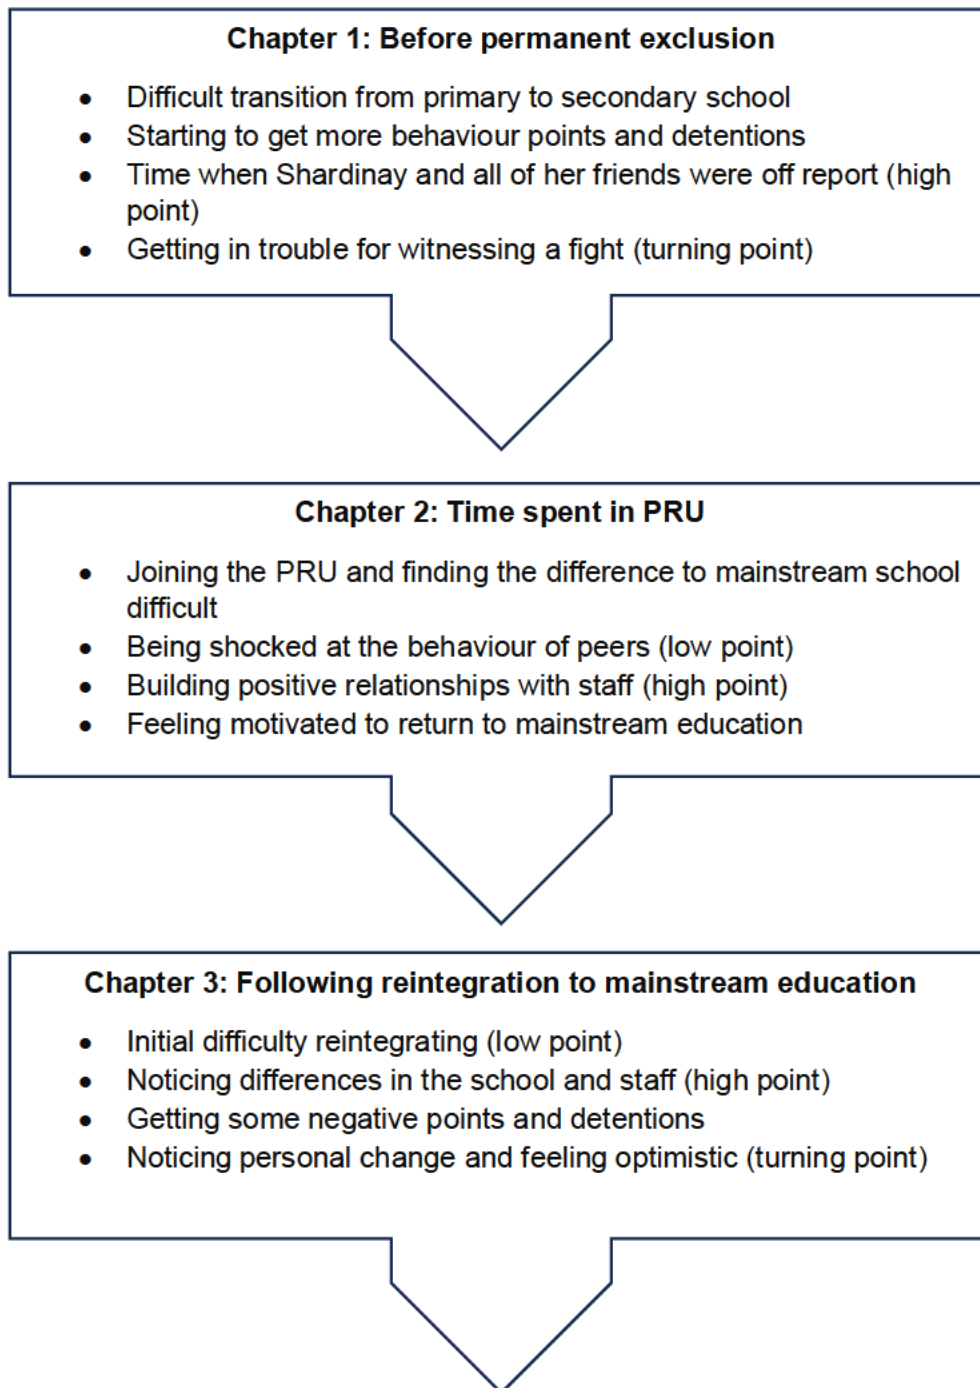 Chapter 1: Before permanent exclusion
• Difficult transition from primary to secondary school
• Starting to get more behaviour points and detentions
• Time when Shardinay and all of her friends were off report (high
point)
• Getting in trouble for witnessing a fight (turning point)
Chapter 2: Time spent in PRU
• Joining the PRU and finding the difference to mainstream school
difficult
• Being shocked at the behaviour of peers (low point)
• Building positive relationships with staff (high point)
• Feeling motivated to return to mainstream education
Chapter 3: Following reintegration to mainstream education
• Initial difficulty reintegrating (low point)
• Noticing differences in the school and staff (high point)
• Getting some negative points and detentions
• Noticing personal change and feeling optimistic (turning point)